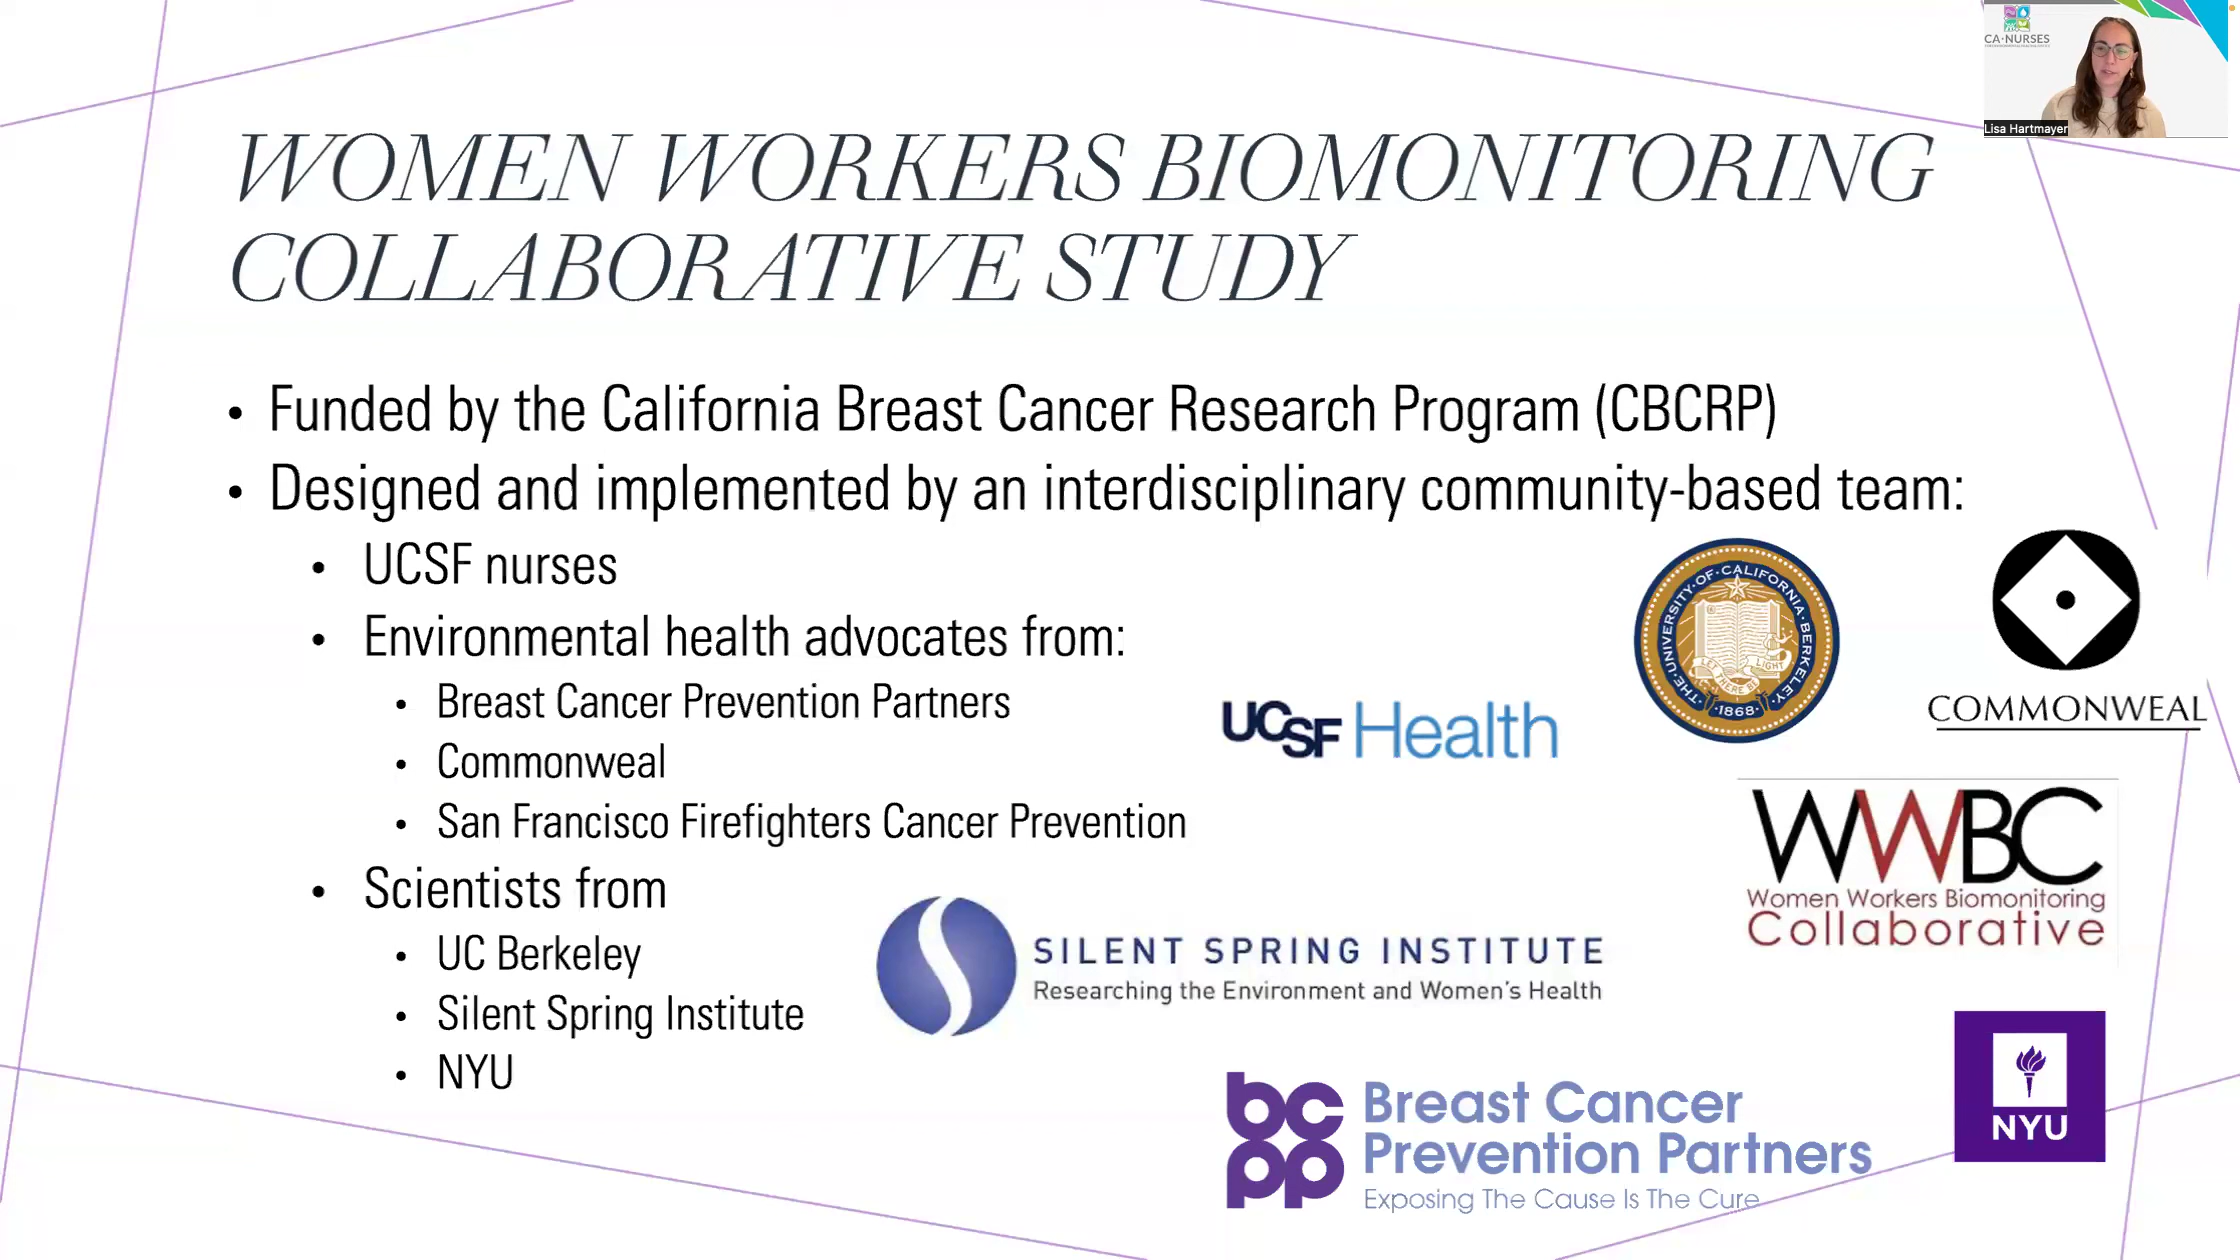 CA·NURSES
Lisa Hartmayer
WOMEN WORKERS BIOMONITORING
COLLABORATIVE STUDY
• Funded by the California Breast Cancer Research Program (CBCRP)
• Designed and implemented by an interdisciplinary community-based team:
• UCSF nurses
• Environmental health advocates from:
• Breast Cancer Prevention Partners
• Commonweal
• San Francisco Firefighters Cancer Prevention
• Scientists from
• UC Berkeley
• Silent Spring Institute
• NYU
UCSF Health
THE·UNIVERSITY·OF·CALIFORNIA·BERKELEY
LET THERE BE LIGHT
·1868·
COMMONWEAL
WWBC
Women Workers Biomonitoring
Collaborative
SILENT SPRING INSTITUTE
Researching the Environment and Women's Health
NYU
bcpp
Breast Cancer
Prevention Partners
Exposing The Cause Is The Cure